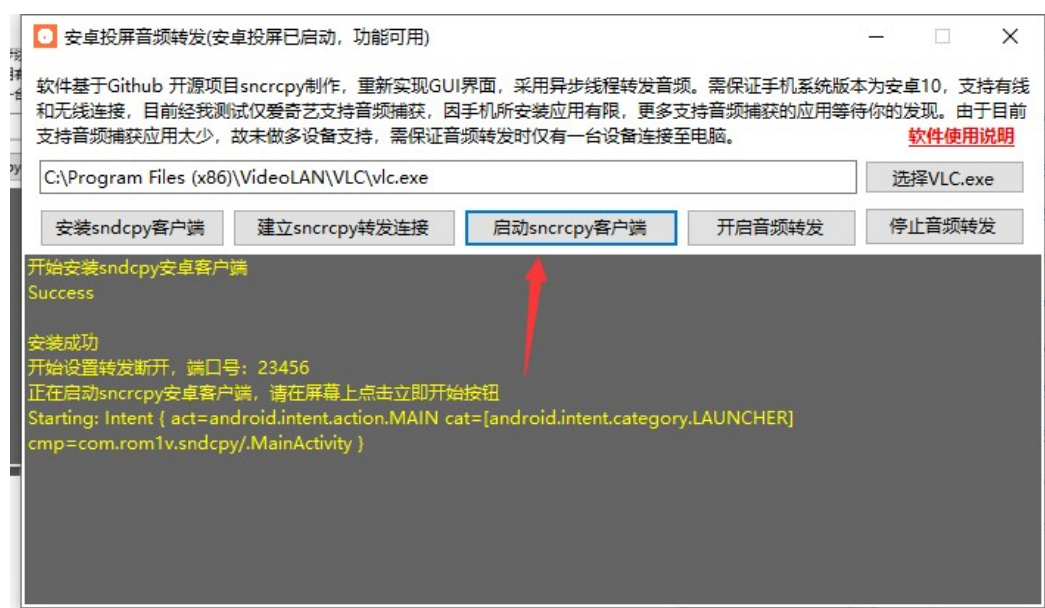 安卓投屏音频转发(安卓投屏已启动，功能可用)
软件基于Github 开源项目sncrcpy制作，重新实现GUI界面，采用异步线程转发音频。需保证手机系统版本为安卓10，支持有线
和无线连接，目前经我测试仅爱奇艺支持音频捕获，因手机所安装应用有限，更多支持音频捕获的应用等待你的发现。由于目前
支持音频捕获应用太少，故未做多设备支持，需保证音频转发时仅有一台设备连接至电脑。 软件使用说明
C:\Program Files (x86)\VideoLAN\VLC\vlc.exe 选择VLC.exe
安装sndcpy客户端 建立sncrcpy转发连接 启动sncrcpy客户端 开启音频转发 停止音频转发
开始安装sndcpy安卓客户端
Success
安装成功
开始设置转发断开，端口号：23456
正在启动sncrcpy安卓客户端，请在屏幕上点击立即开始按钮
Starting: Intent { act=android.intent.action.MAIN cat=[android.intent.category.LAUNCHER]
cmp=com.rom1v.sndcpy/.MainActivity }